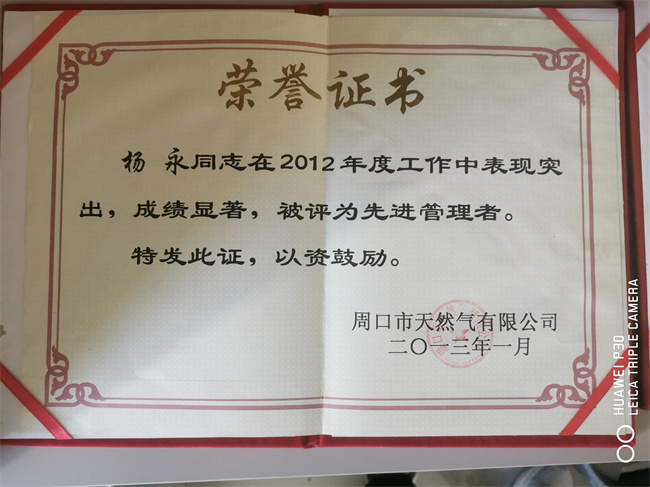 荣誉证书
杨 永同志在2012年度工作中表现突
出，成绩显著，被评为先进管理者。
特发此证，以资鼓励。
周口市天然气有限公司
二〇一三年一月
HUAWEI P30
LEICA TRIPLE CAMERA